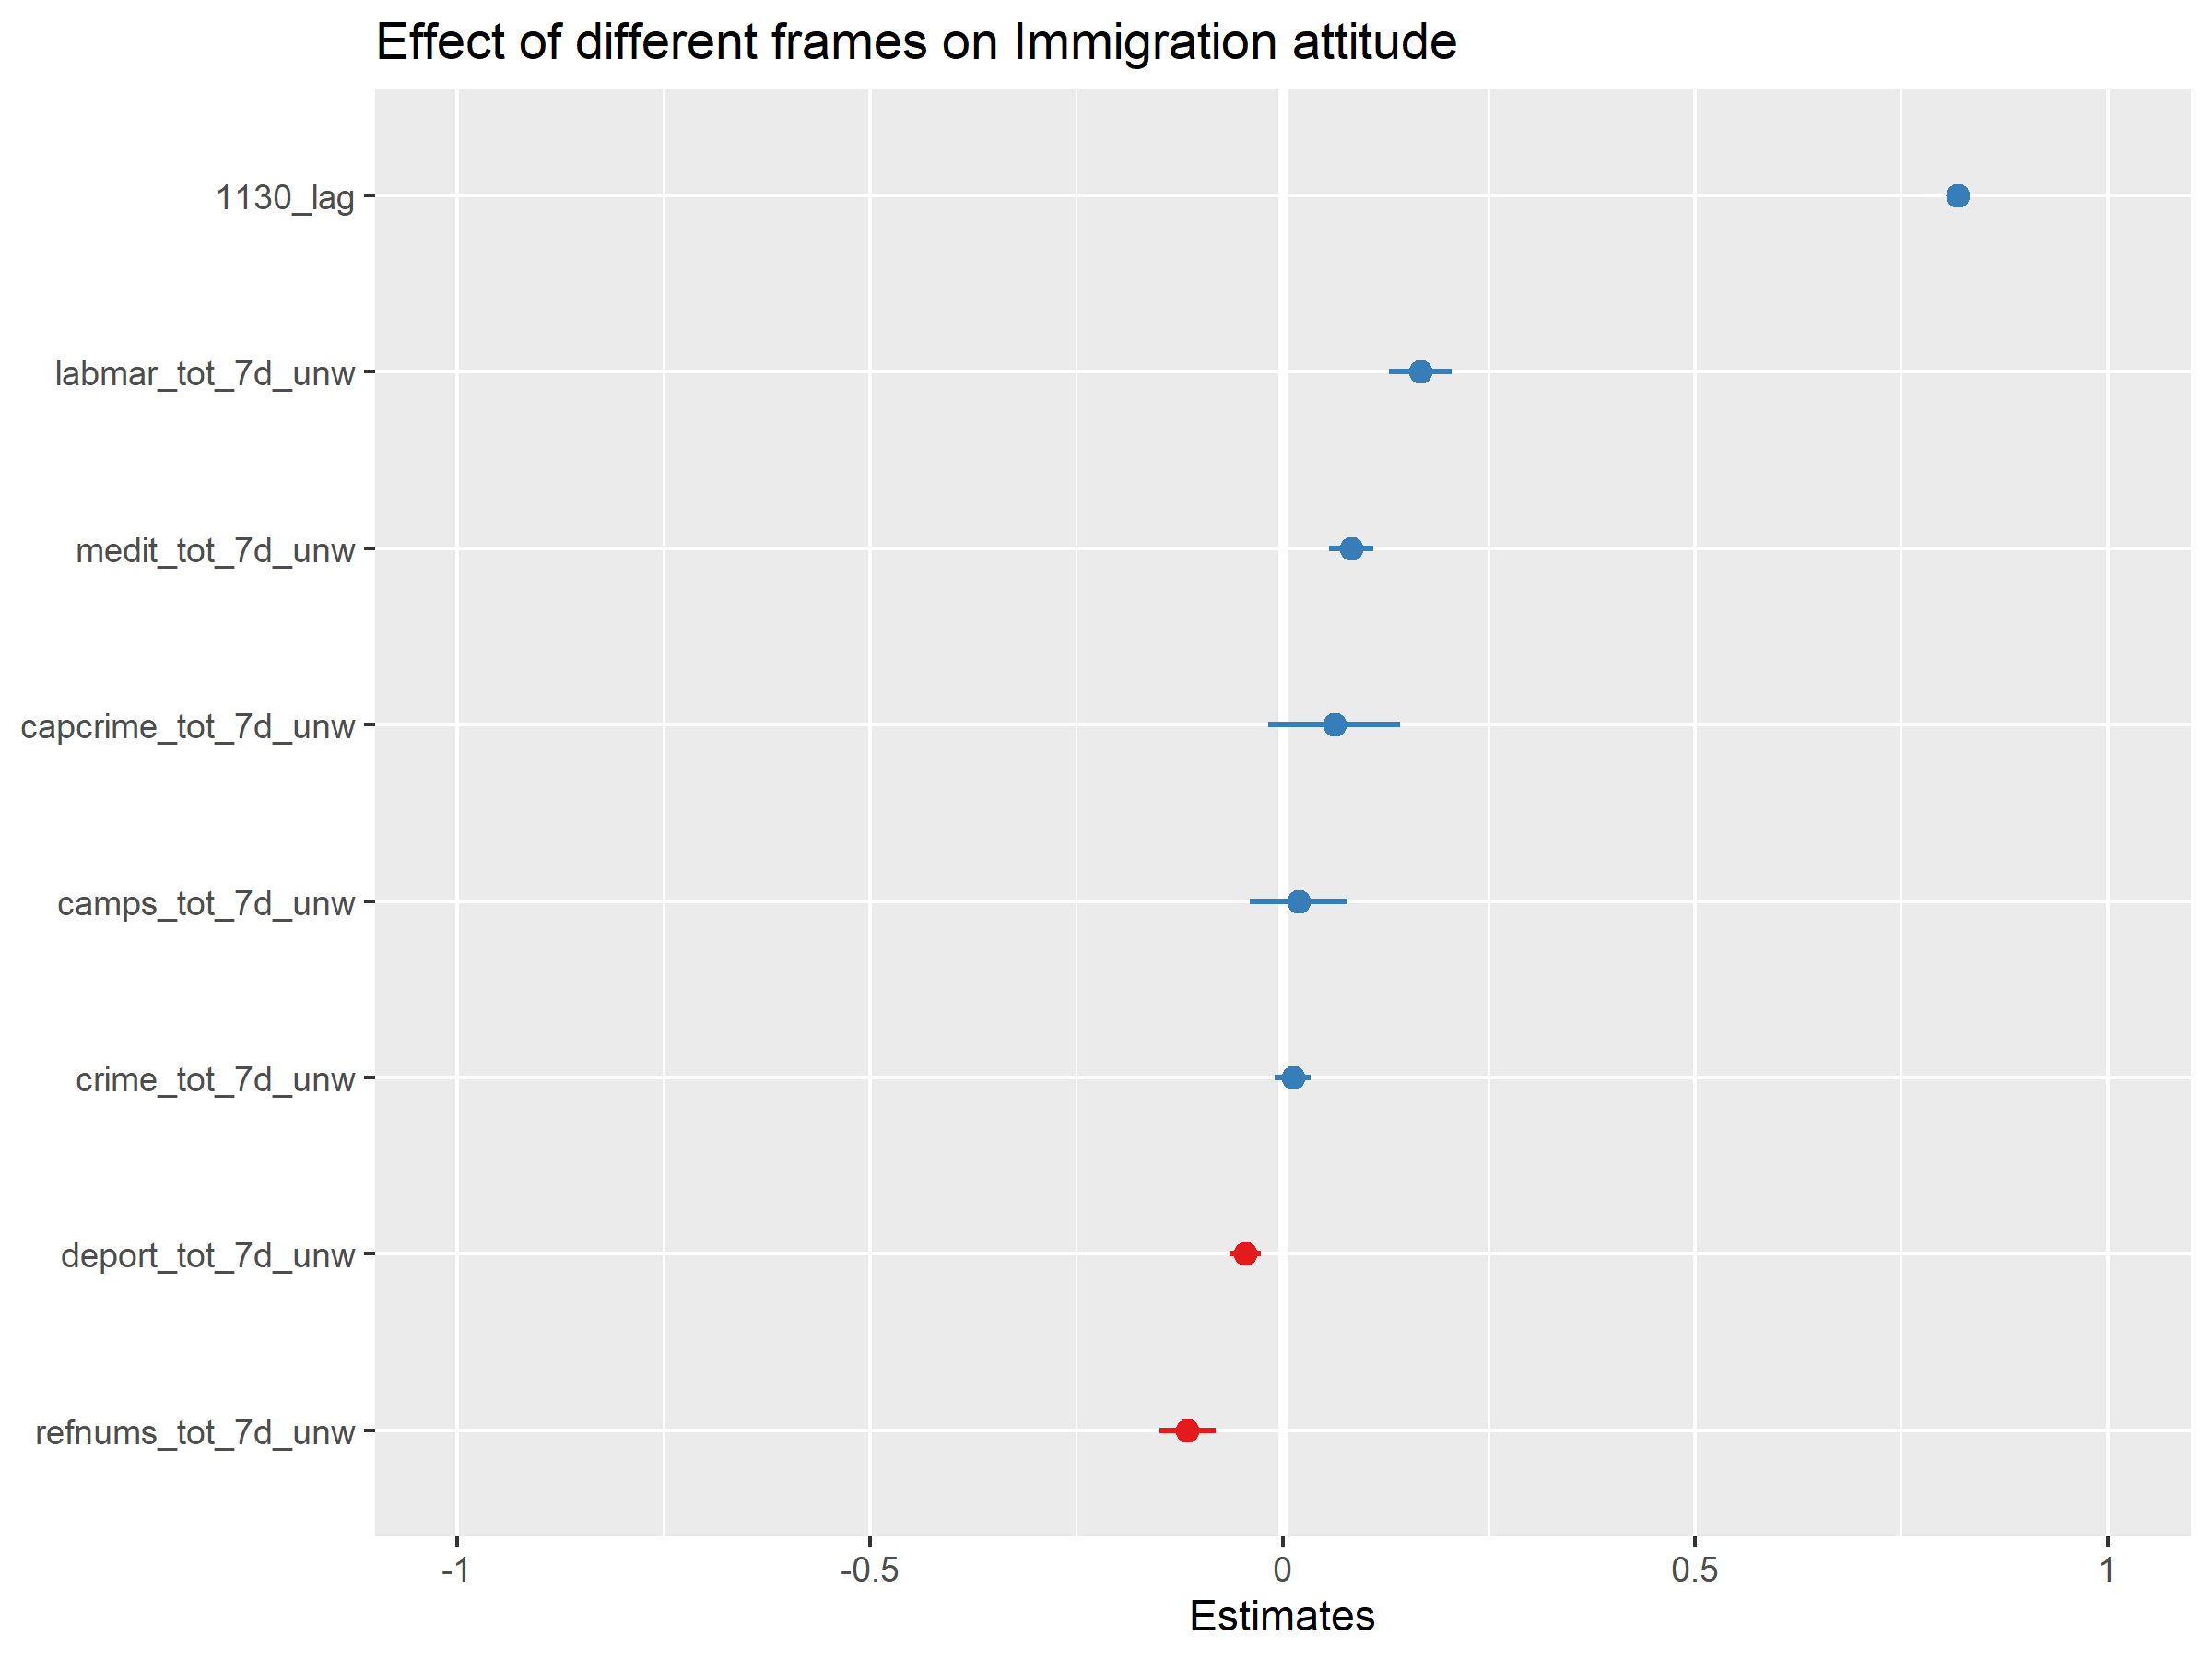 Effect of different frames on Immigration attitude
1130_lag
labmar_tot_7d_unw
medit_tot_7d_unw
capcrime_tot_7d_unw
camps_tot_7d_unw
crime_tot_7d_unw
deport_tot_7d_unw
refnums_tot_7d_unw
-1 -0.5 0 0.5 1
Estimates